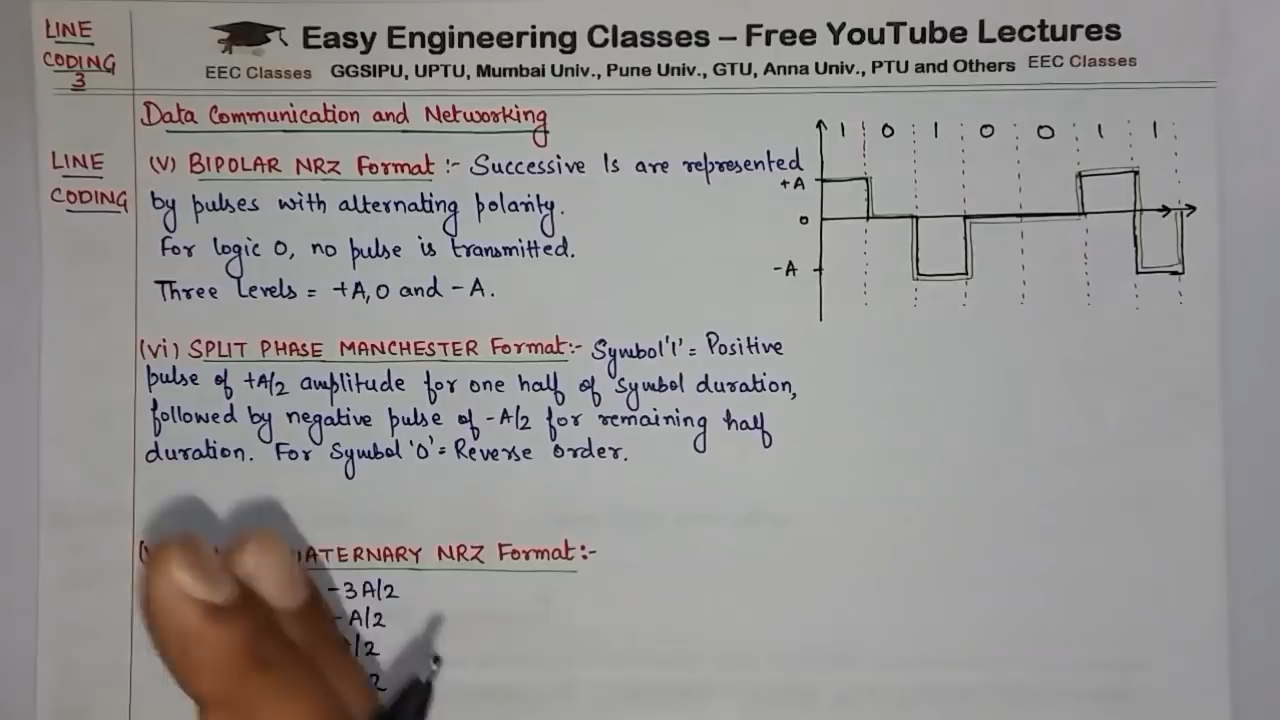 LINE
CODING
3
Easy Engineering Classes – Free YouTube Lectures
EEC Classes GGSIPU, UPTU, Mumbai Univ., Pune Univ., GTU, Anna Univ., PTU and Others EEC Classes
Data Communication and Networking
LINE
CODING
(V) BIPOLAR NRZ Format :- Successive 1s are represented
by pulses with alternating polarity.
For logic 0, no pulse is transmitted.
Three Levels = +A, 0 and -A.
1 0 1 0 0 1 1
+A
0
-A
(vi) SPLIT PHASE MANCHESTER Format:- Symbol '1' = Positive
pulse of +A/2 amplitude for one half of symbol duration,
followed by negative pulse of -A/2 for remaining half
duration. For Symbol '0' = Reverse order.
NRZ Format:-
-3A/2
-A/2